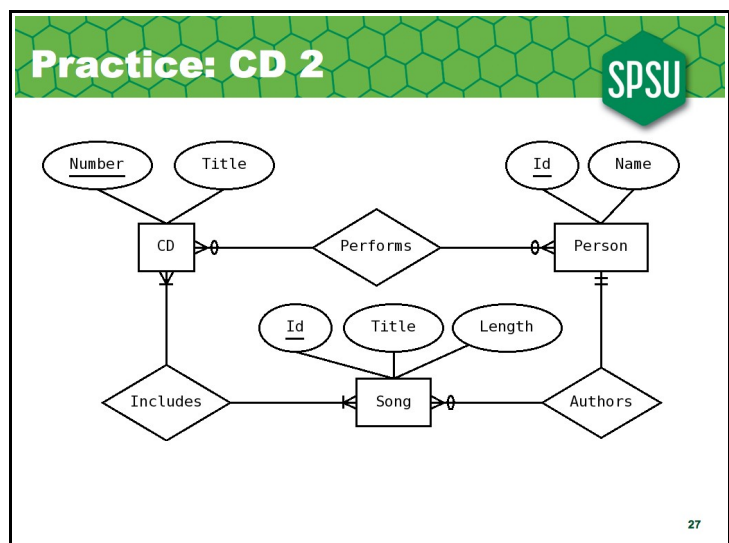 Practice: CD 2
SPSU
Number Title Id Name
CD Performs Person
Id Title Length
Includes Song Authors
27